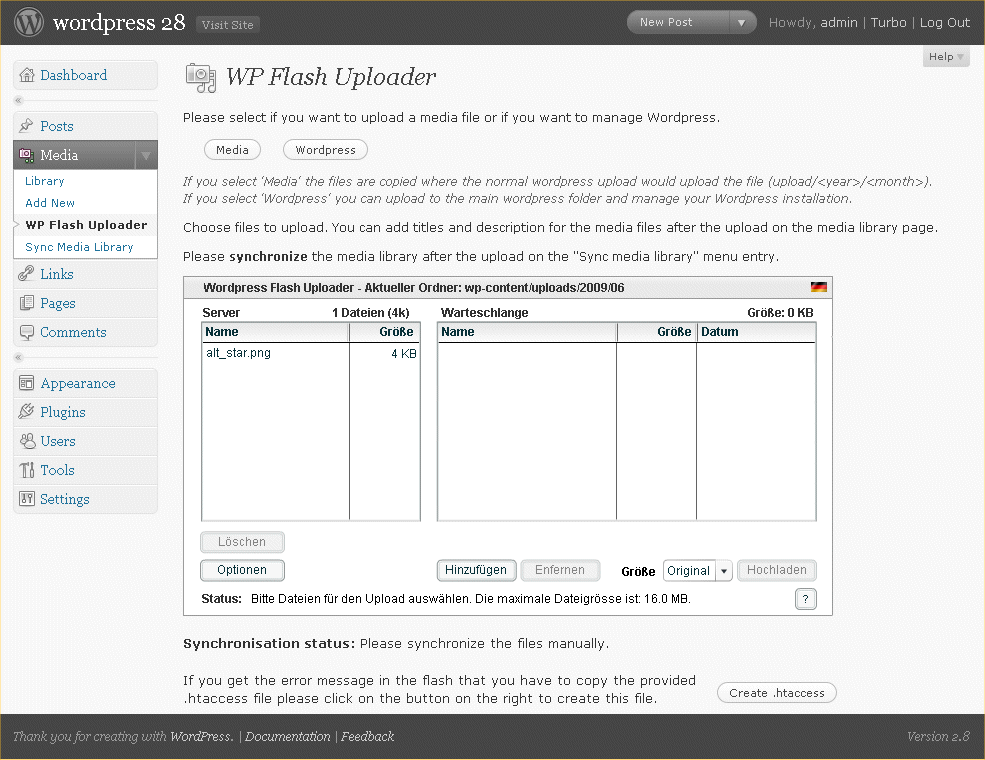 wordpress 28 Visit Site New Post Howdy, admin | Turbo | Log Out
Help
Dashboard
Posts
Media
Library
Add New
WP Flash Uploader
Sync Media Library
Links
Pages
Comments
Appearance
Plugins
Users
Tools
Settings
WP Flash Uploader
Please select if you want to upload a media file or if you want to manage Wordpress.
Media Wordpress
If you select 'Media' the files are copied where the normal wordpress upload would upload the file (upload/<year>/<month>).
If you select 'Wordpress' you can upload to the main wordpress folder and manage your Wordpress installation.
Choose files to upload. You can add titles and description for the media files after the upload on the media library page.
Please synchronize the media library after the upload on the "Sync media library" menu entry.
Wordpress Flash Uploader - Aktueller Ordner: wp-content/uploads/2009/06
Server 1 Dateien (4k) Warteschlange Größe: 0 KB
Name Größe Name Größe Datum
alt_star.png 4 KB
Löschen
Optionen Hinzufügen Enfernen Größe Original Hochladen
Status: Bitte Dateien für den Upload auswählen. Die maximale Dateigrösse ist: 16.0 MB. ?
Synchronisation status: Please synchronize the files manually.
If you get the error message in the flash that you have to copy the provided
.htaccess file please click on the button on the right to create this file.
Create .htaccess
Thank you for creating with WordPress. | Documentation | Feedback Version 2.8